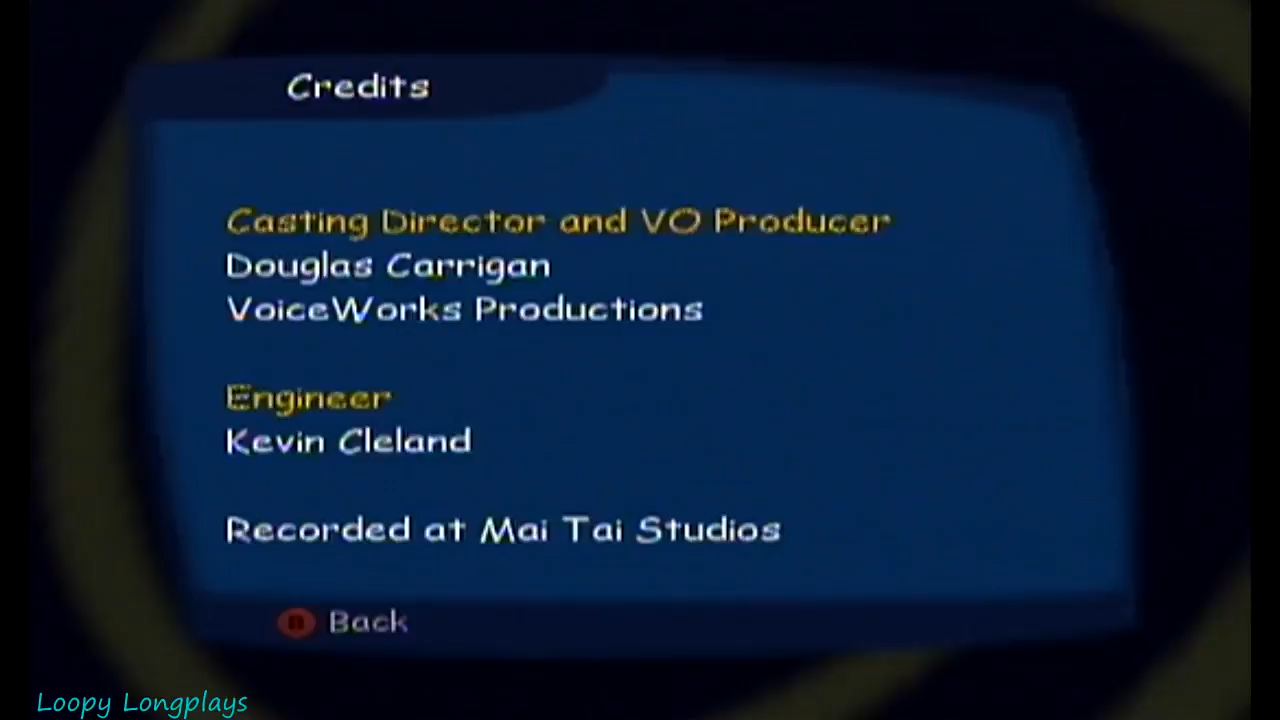 Credits
Casting Director and VO Producer
Douglas Carrigan
VoiceWorks Productions
Engineer
Kevin Cleland
Recorded at Mai Tai Studios
B Back
Loopy Longplays